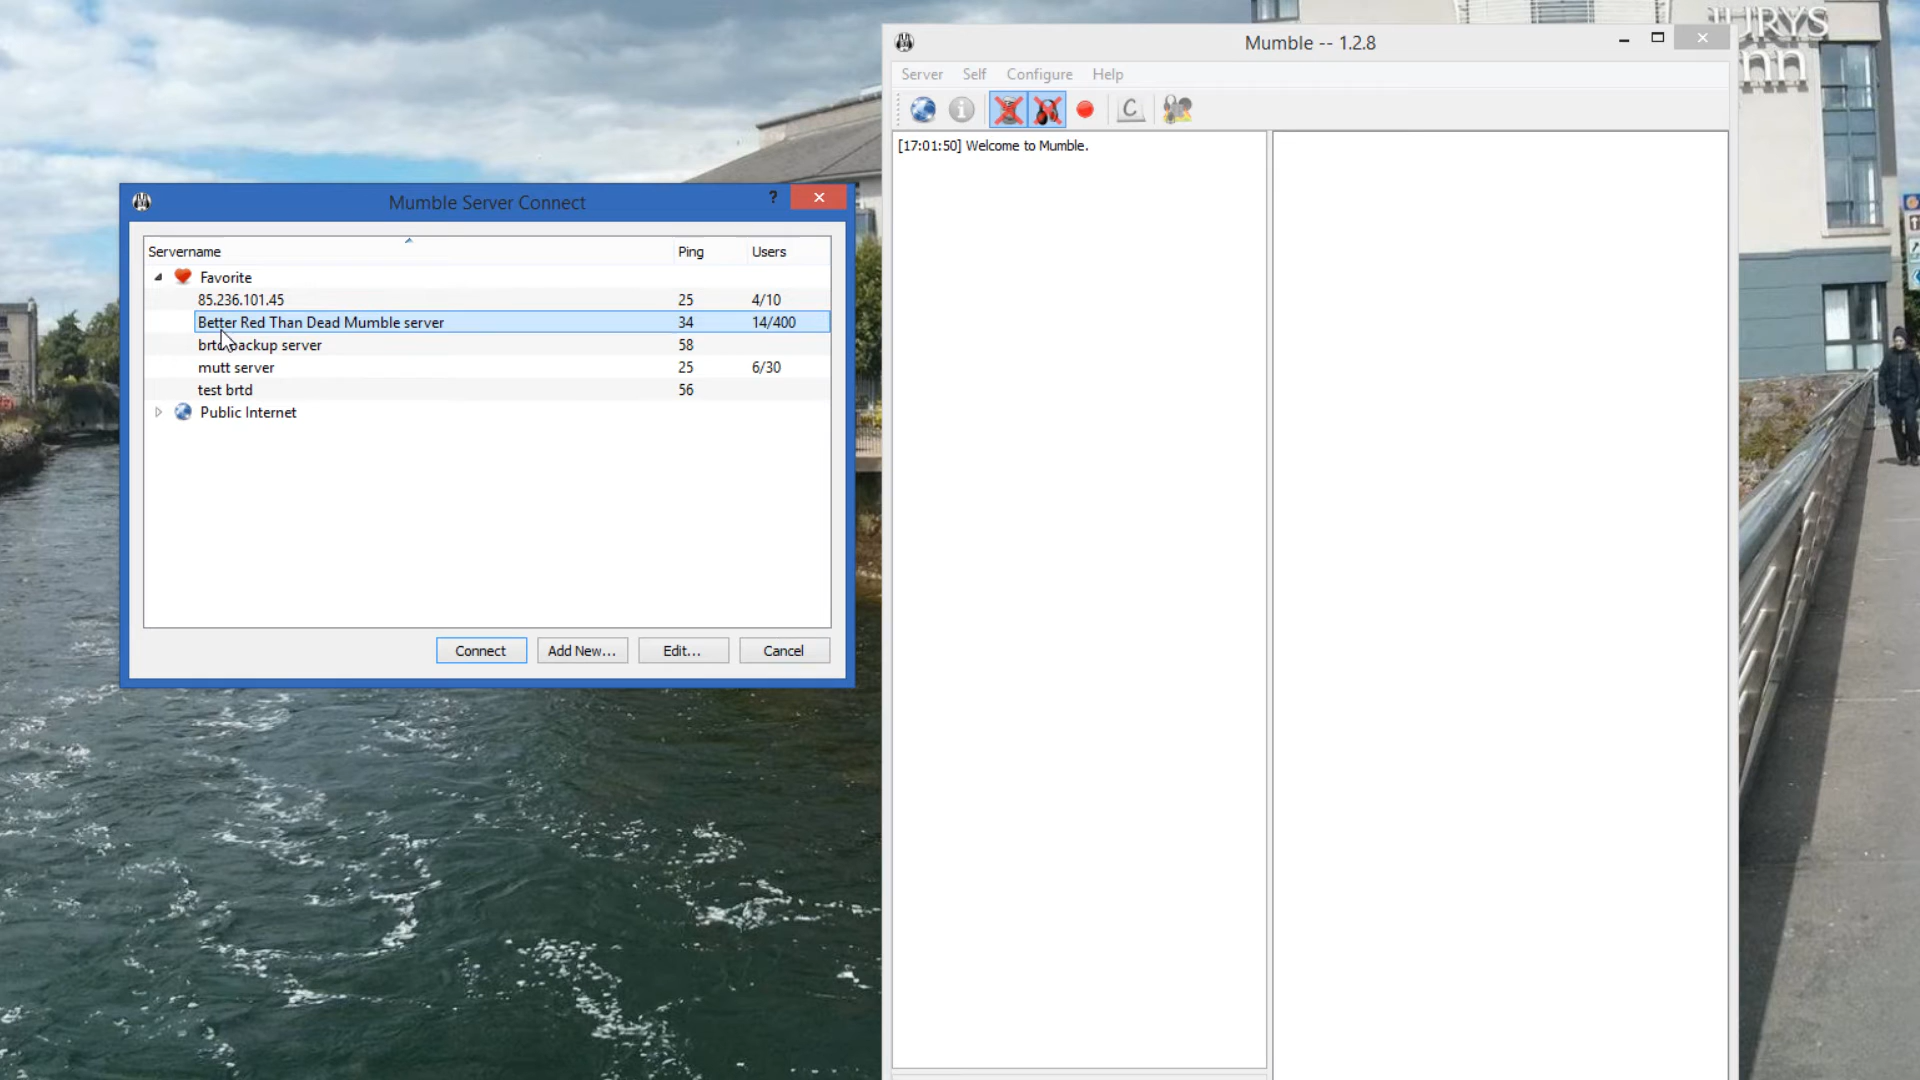 JURYS
Inn
Mumble -- 1.2.8
Server Self Configure Help
C
[17:01:50] Welcome to Mumble.
Mumble Server Connect
?
Servername Ping Users
Favorite
85.236.101.45 25 4/10
Better Red Than Dead Mumble server 34 14/400
brtd backup server 58
mutt server 25 6/30
test brtd 56
Public Internet
Connect Add New... Edit... Cancel